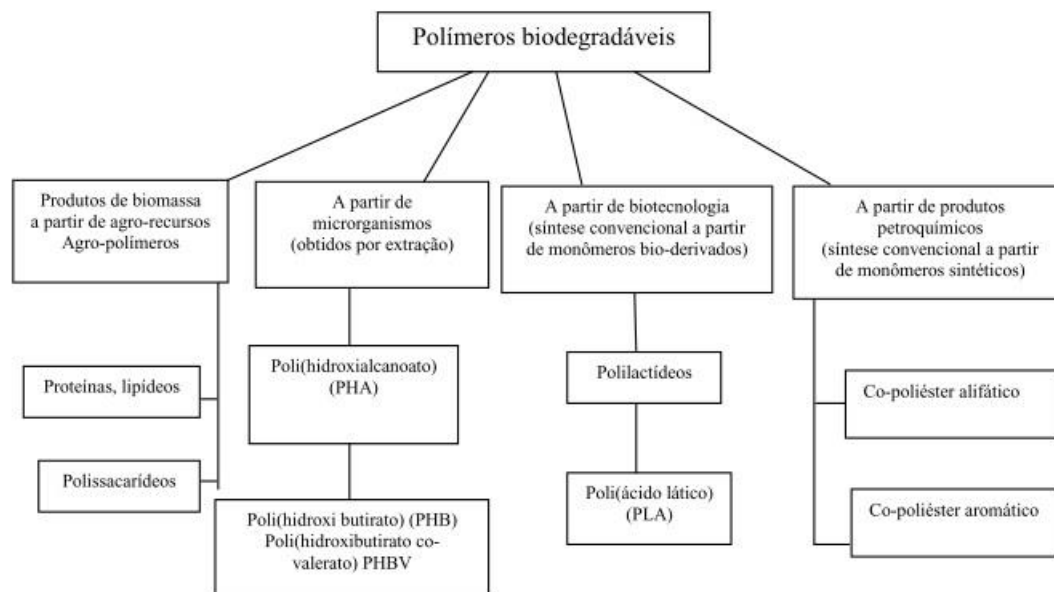 Polímeros biodegradáveis
Produtos de biomassa
a partir de agro-recursos
Agro-polímeros
A partir de
microrganismos
(obtidos por extração)
A partir de biotecnologia
(síntese convencional a partir
de monômeros bio-derivados)
A partir de produtos
petroquímicos
(síntese convencional a partir
de monômeros sintéticos)
Proteínas, lipídeos
Polissacarídeos
Poli(hidroxialcanoato)
(PHA)
Poli(hidroxi butirato) (PHB)
Poli(hidroxibutirato co-
valerato) PHBV
Polilactídeos
Poli(ácido lático)
(PLA)
Co-poliéster alifático
Co-poliéster aromático